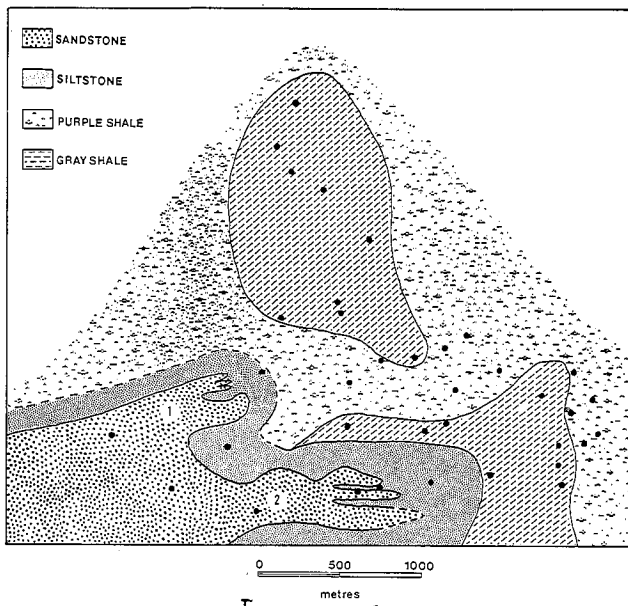 SANDSTONE
SILTSTONE
PURPLE SHALE
GRAY SHALE
1
2
0 500 1000
metres